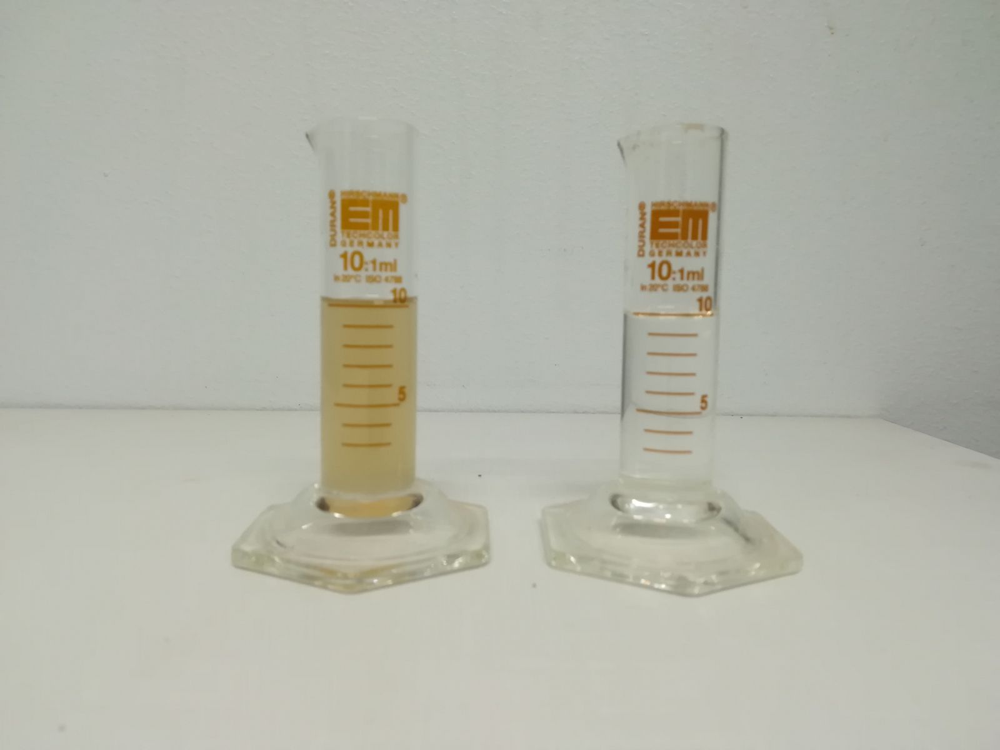 DURAN®
HIRSCHMANN®
EM
TECHCOLOR
GERMANY
10:1ml
In 20°C ISO 4788
10
5
DURAN®
HIRSCHMANN®
EM
TECHCOLOR
GERMANY
10:1ml
In 20°C ISO 4788
10
5